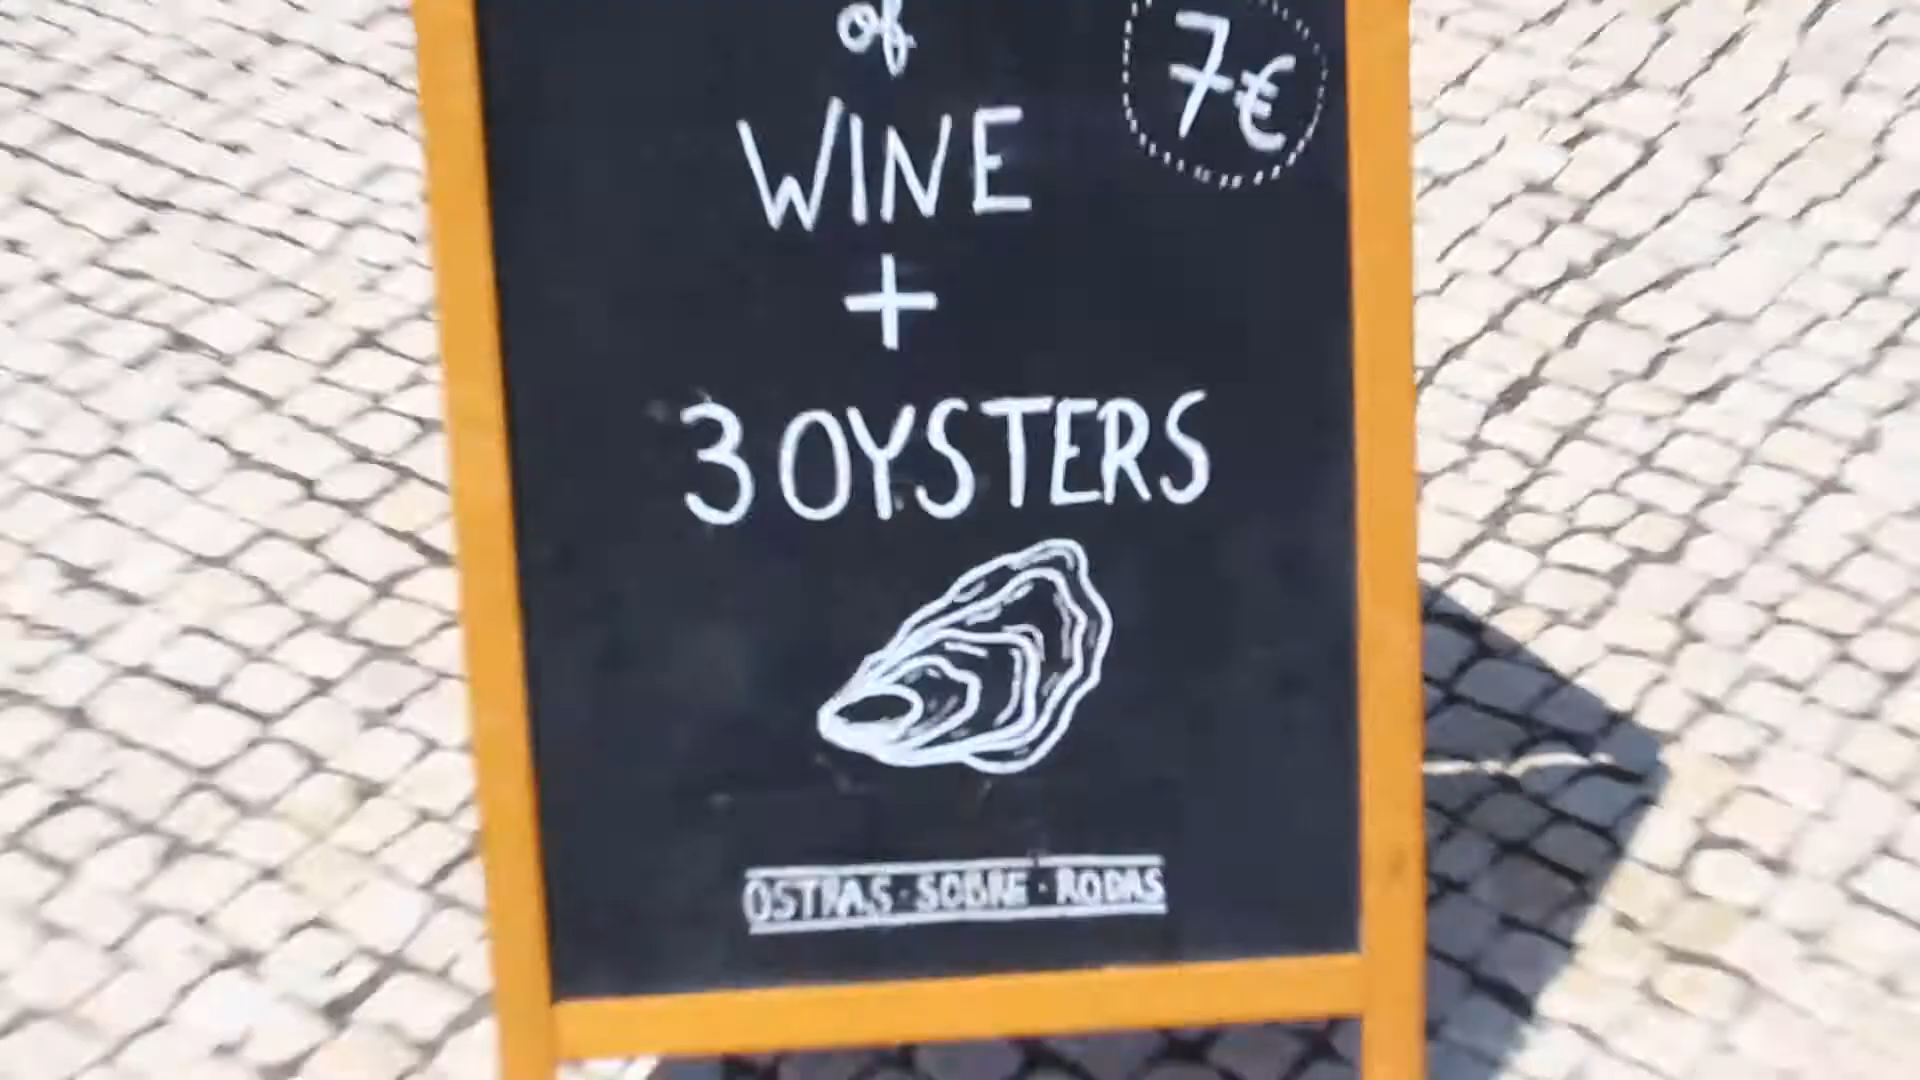 of
7€
WINE
+
3 OYSTERS
OSTRAS · SOBRE · RODAS